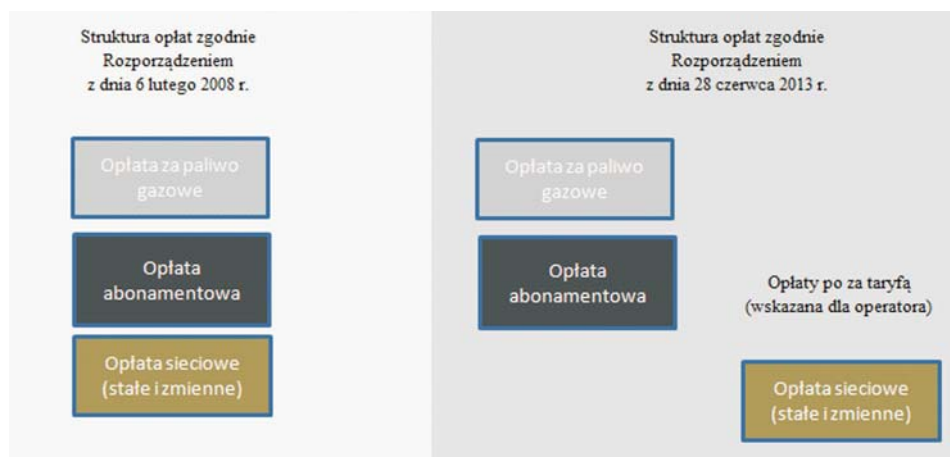 Struktura opłat zgodnie
Rozporządzeniem
z dnia 6 lutego 2008 r.
Opłata za paliwo
gazowe
Opłata
abonamentowa
Opłata sieciowe
(stałe i zmienne)
Struktura opłat zgodnie
Rozporządzeniem
z dnia 28 czerwca 2013 r.
Opłata za paliwo
gazowe
Opłata
abonamentowa
Opłaty po za taryfą
(wskazana dla operatora)
Opłata sieciowe
(stałe i zmienne)